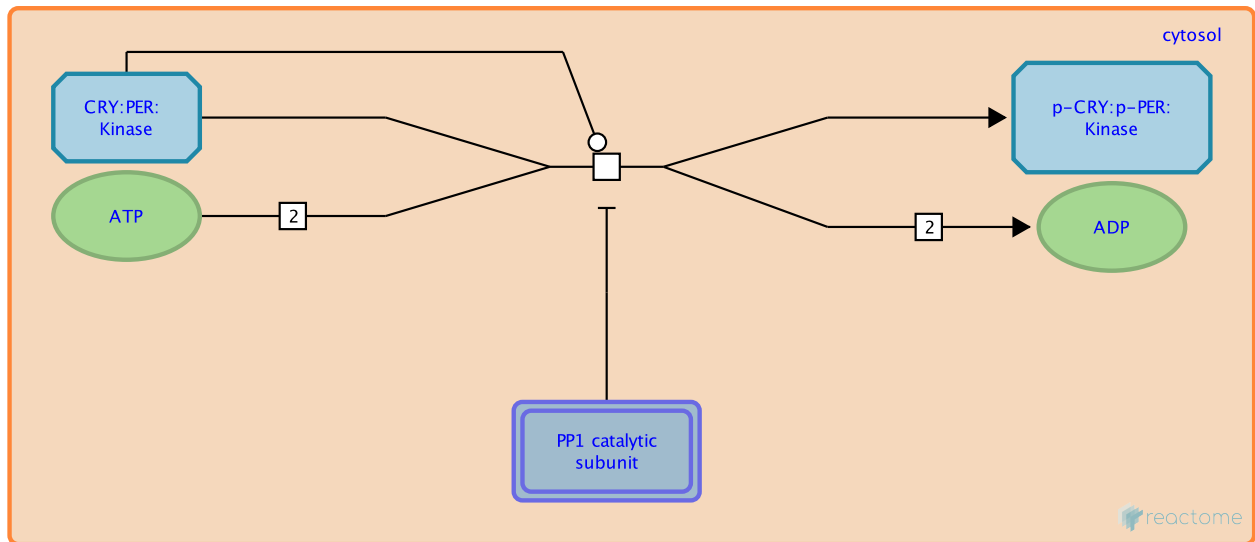 cytosol
CRY:PER:
Kinase
p-CRY:p-PER:
Kinase
ATP
2
2
ADP
PP1 catalytic
subunit
reactome